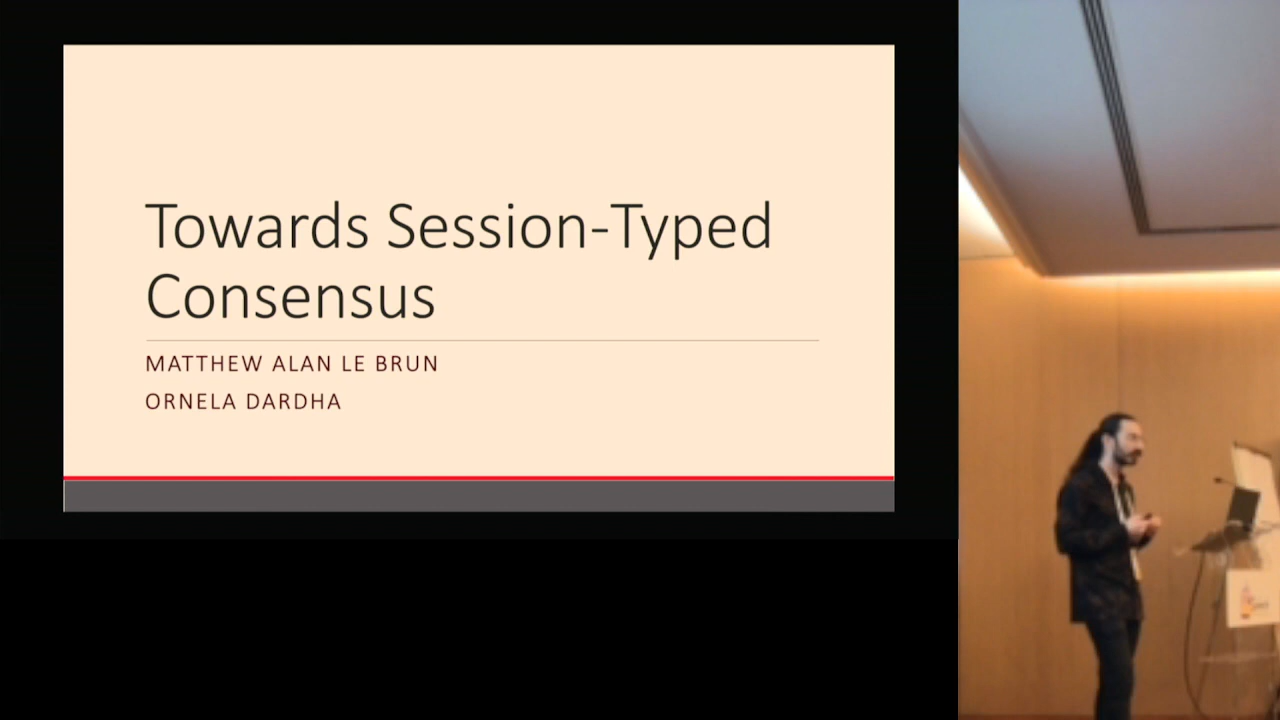 Towards Session-Typed
Consensus
MATTHEW ALAN LE BRUN
ORNELA DARDHA